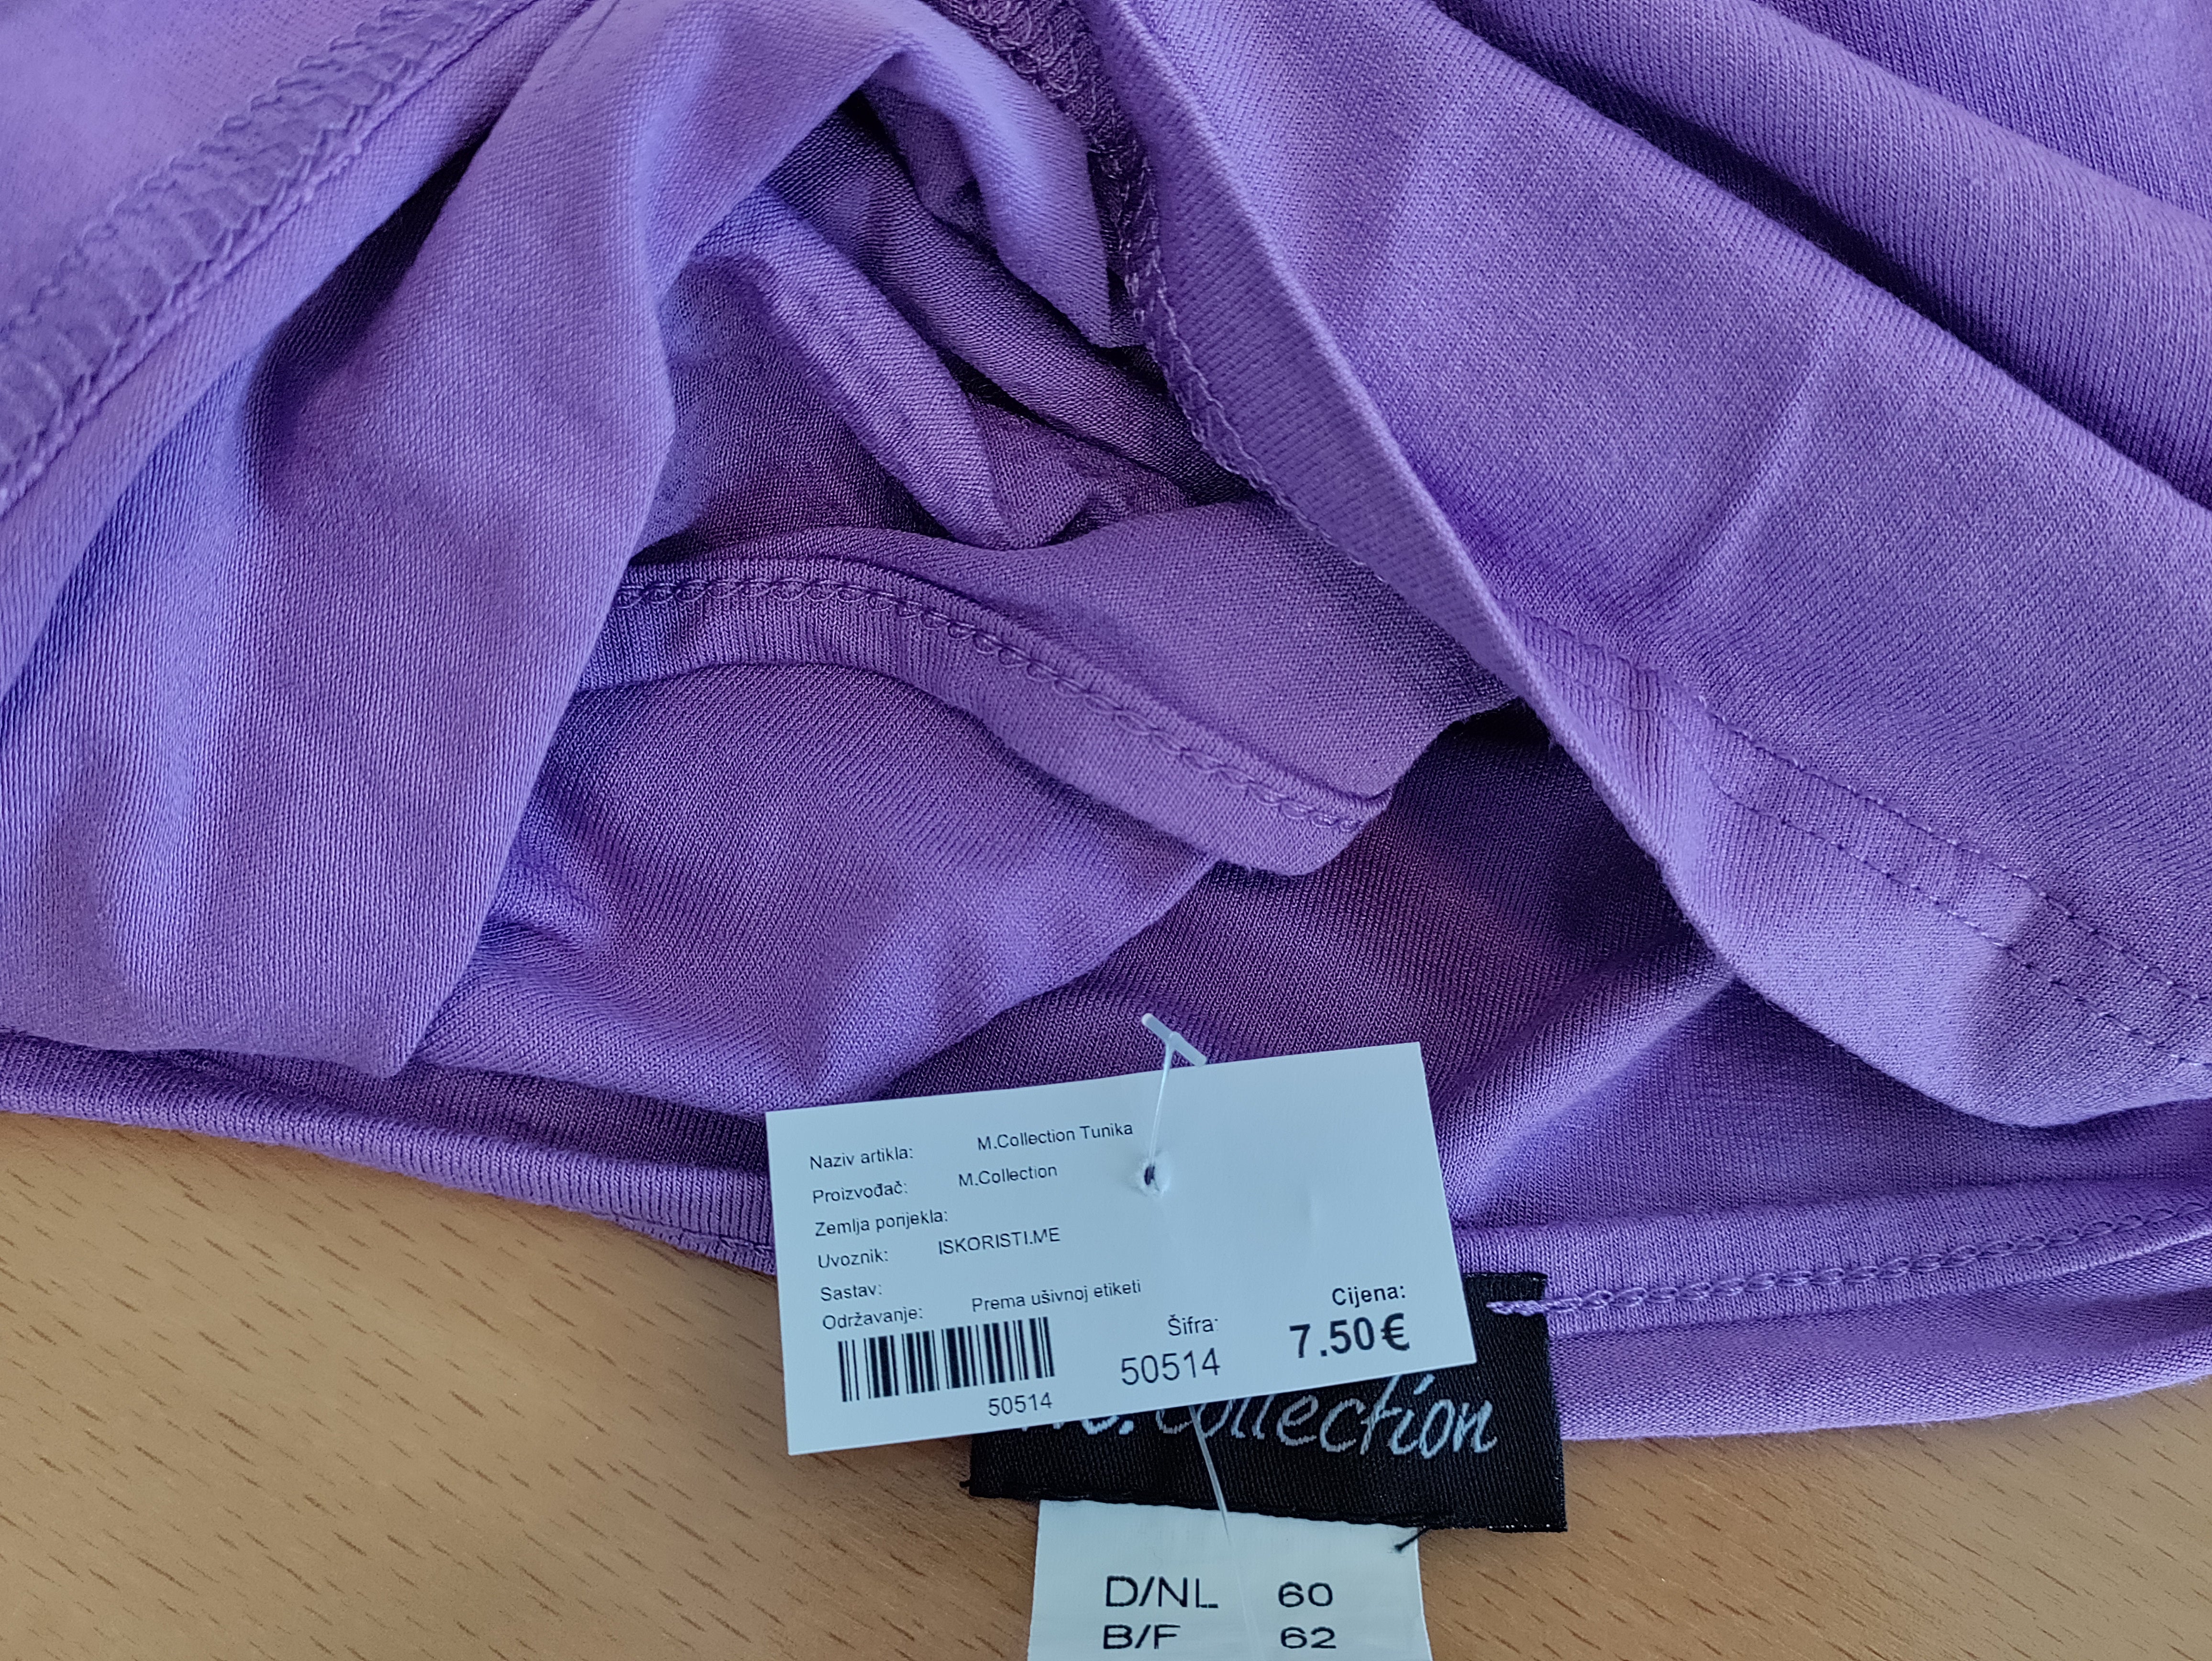 Naziv artikla: M.Collection Tunika
Proizvođač: M.Collection
Zemlja porijekla:
Uvoznik: ISKORISTI.ME
Sastav:
Održavanje: Prema ušivnoj etiketi
50514
Šifra:
50514
Cijena:
7.50€
collection
D/NL 60
B/F 62